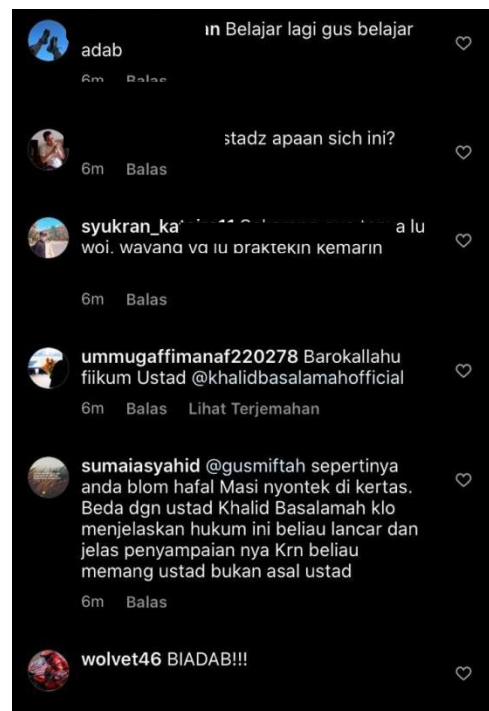 ın Belajar lagi gus belajar
adab
6m Balas
stadz apaan sich ini?
6m Balas
syukran_ka a lu
woi, wayang yg lu praktekin kemarin
6m Balas
ummugaffimanaf220278 Barokallahu
fiikum Ustad @khalidbasalamahofficial
6m Balas Lihat Terjemahan
sumaiasyahid @gusmiftah sepertinya
anda blom hafal Masi nyontek di kertas.
Beda dgn ustad Khalid Basalamah klo
menjelaskan hukum ini beliau lancar dan
jelas penyampaian nya Krn beliau
memang ustad bukan asal ustad
6m Balas
wolvet46 BIADAB!!!